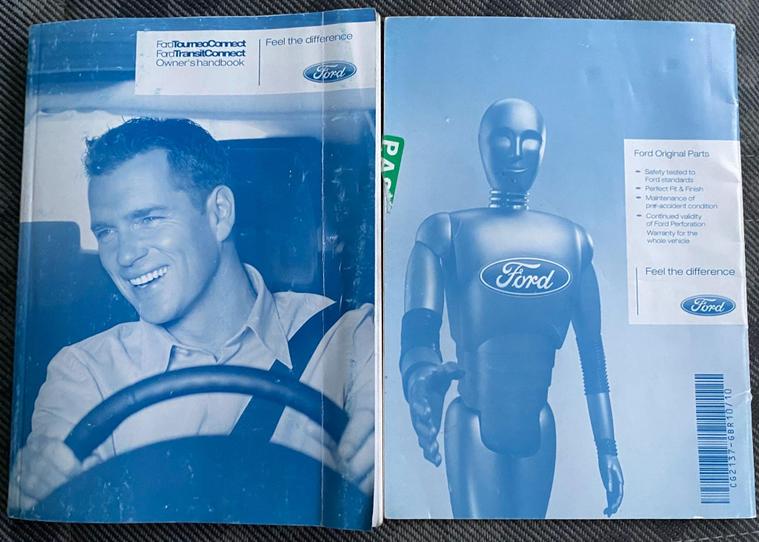 FordTourneoConnect
FordTransitConnect
Owner's handbook
Feel the difference
Ford
PAS
Ford
Ford Original Parts
Safety tested to
Ford standards
Perfect Fit & Finish
Maintenance of
pre-accident condition
Continued validity
of Ford Perforation
Warranty for the
whole vehicle
Feel the difference
Ford
CG2137-GBR10/10